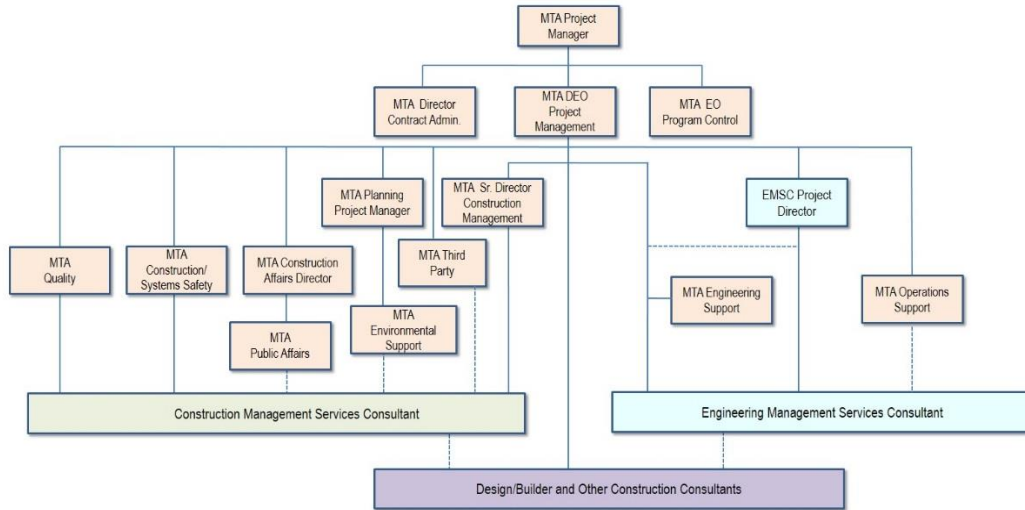 MTA Project
Manager
MTA Director
Contract Admin.
MTA DEO
Project
Management
MTA EO
Program Control
MTA Planning
Project Manager
MTA Sr. Director
Construction
Management
EMSC Project
Director
MTA
Quality
MTA
Construction/
Systems Safety
MTA Construction
Affairs Director
MTA Third
Party
MTA Engineering
Support
MTA Operations
Support
MTA
Public Affairs
MTA
Environmental
Support
Construction Management Services Consultant
Engineering Management Services Consultant
Design/Builder and Other Construction Consultants